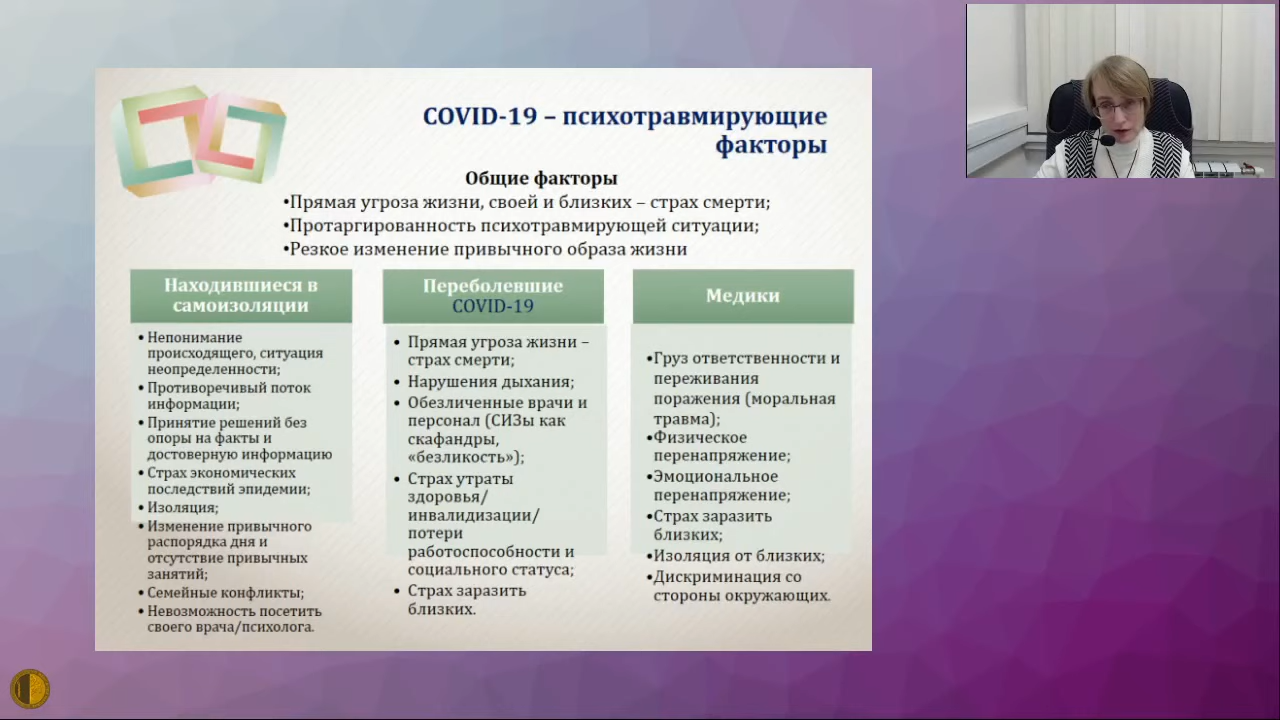 COVID-19 – психотравмирующие
факторы
Общие факторы
•Прямая угроза жизни, своей и близких – страх смерти;
•Протаргированность психотравмирующей ситуации;
•Резкое изменение привычного образа жизни
Находившиеся в
самоизоляции
• Непонимание
происходящего, ситуация
неопределенности;
• Противоречивый поток
информации;
• Принятие решений без
опоры на факты и
достоверную информацию
• Страх экономических
последствий эпидемии;
• Изоляция;
• Изменение привычного
распорядка дня и
отсутствие привычных
занятий;
• Семейные конфликты;
• Невозможность посетить
своего врача/психолога.
Переболевшие
COVID-19
• Прямая угроза жизни –
страх смерти;
• Нарушения дыхания;
• Обезличенные врачи и
персонал (СИЗы как
скафандры,
«безликость»);
• Страх утраты
здоровья/
инвалидизации/
потери
работоспособности и
социального статуса;
• Страх заразить
близких.
Медики
•Груз ответственности и
переживания
поражения (моральная
травма);
•Физическое
перенапряжение;
•Эмоциональное
перенапряжение;
•Страх заразить
близких;
•Изоляция от близких;
•Дискриминация со
стороны окружающих.